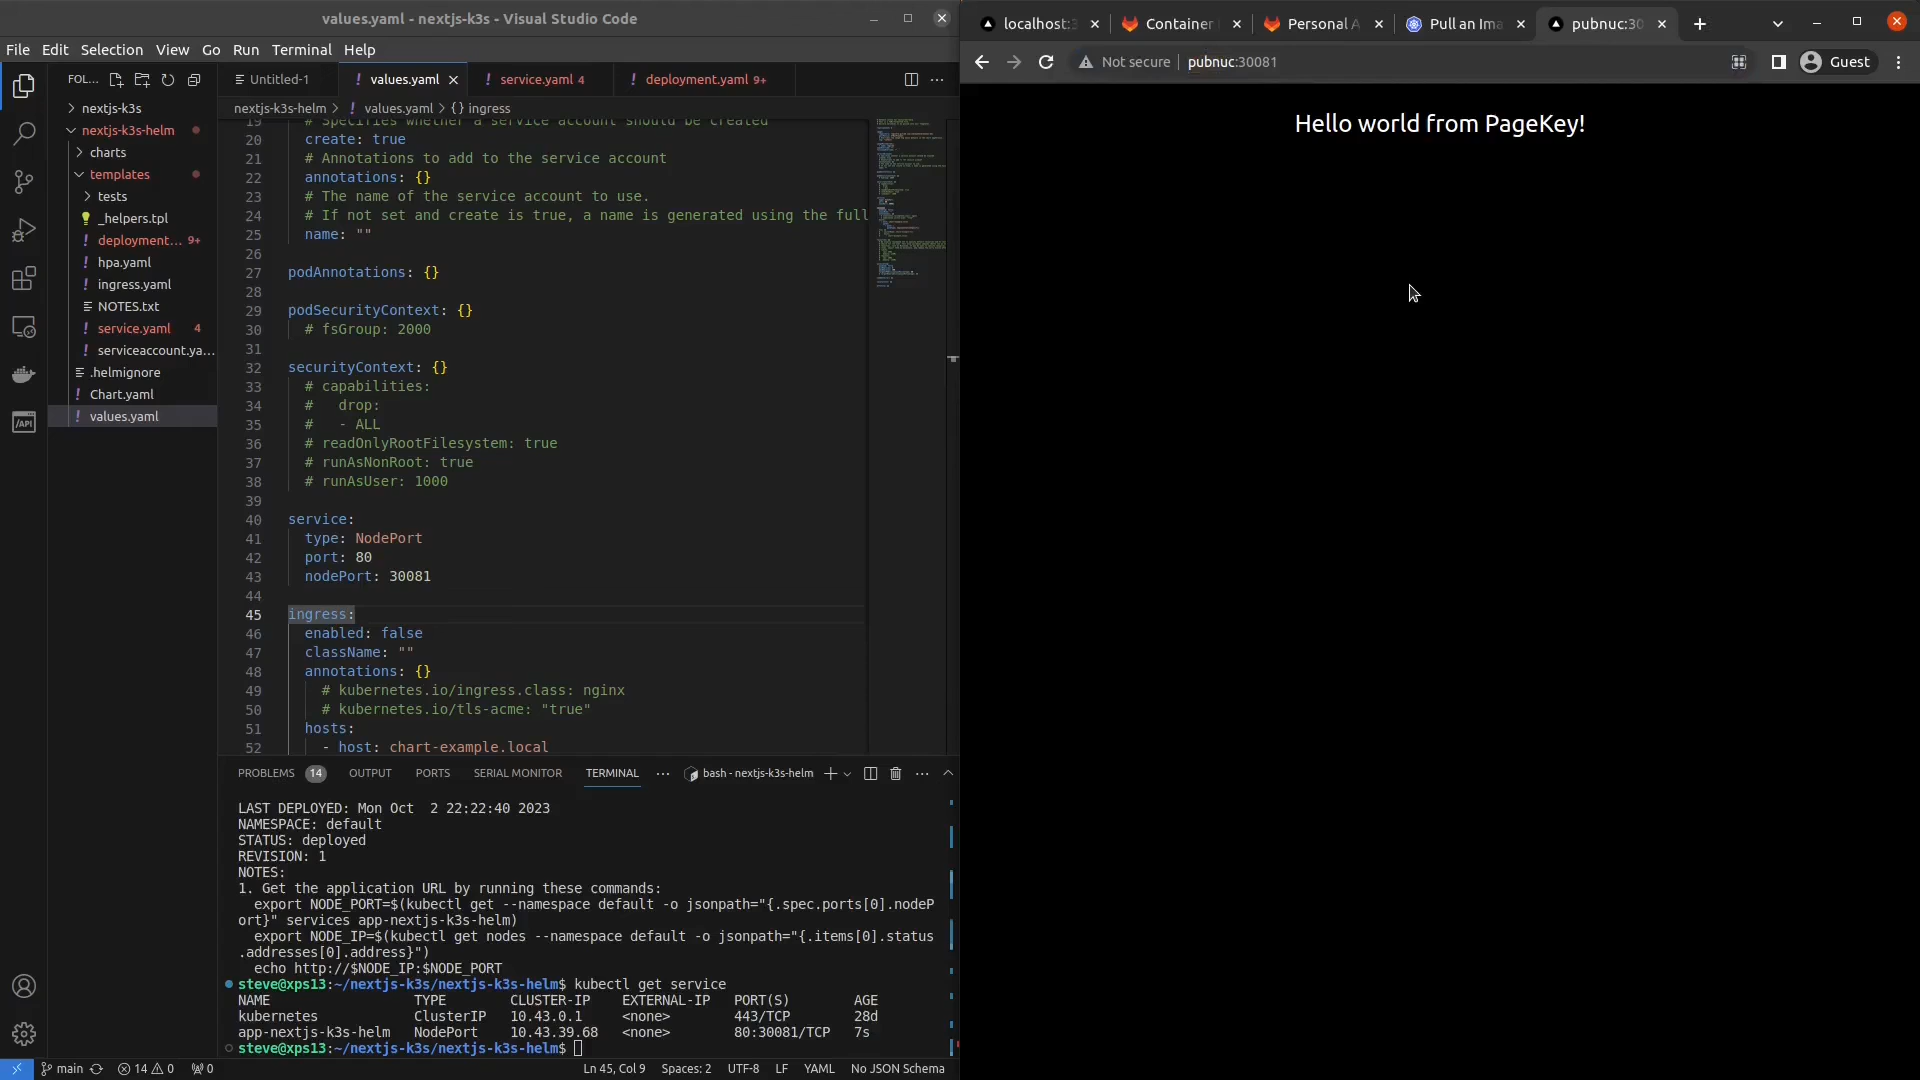 values.yaml - nextjs-k3s - Visual Studio Code
File Edit Selection View Go Run Terminal Help
FOL...
nextjs-k3s
nextjs-k3s-helm
charts
templates
tests
_helpers.tpl
deployment... 9+
hpa.yaml
ingress.yaml
NOTES.txt
service.yaml 4
serviceaccount.ya...
.helmignore
Chart.yaml
values.yaml
Untitled-1
values.yaml
service.yaml 4
deployment.yaml 9+
nextjs-k3s-helm > values.yaml > {} ingress
19 # Specifies whether a service account should be created
20 create: true
21 # Annotations to add to the service account
22 annotations: {}
23 # The name of the service account to use.
24 # If not set and create is true, a name is generated using the full
25 name: ""
26
27 podAnnotations: {}
28
29 podSecurityContext: {}
30 # fsGroup: 2000
31
32 securityContext: {}
33 # capabilities:
34 #   drop:
35 #   - ALL
36 # readOnlyRootFilesystem: true
37 # runAsNonRoot: true
38 # runAsUser: 1000
39
40 service:
41 type: NodePort
42 port: 80
43 nodePort: 30081
44
45 ingress:
46 enabled: false
47 className: ""
48 annotations: {}
49 # kubernetes.io/ingress.class: nginx
50 # kubernetes.io/tls-acme: "true"
51 hosts:
52 - host: chart-example.local
PROBLEMS 14 OUTPUT PORTS SERIAL MONITOR TERMINAL ... bash - nextjs-k3s-helm
LAST DEPLOYED: Mon Oct  2 22:22:40 2023
NAMESPACE: default
STATUS: deployed
REVISION: 1
NOTES:
1. Get the application URL by running these commands:
export NODE_PORT=$(kubectl get --namespace default -o jsonpath="{.spec.ports[0].nodeP
ort}" services app-nextjs-k3s-helm)
export NODE_IP=$(kubectl get nodes --namespace default -o jsonpath="{.items[0].status
.addresses[0].address}")
echo http://$NODE_IP:$NODE_PORT
steve@xps13:~/nextjs-k3s/nextjs-k3s-helm$ kubectl get service
NAME TYPE CLUSTER-IP EXTERNAL-IP PORT(S) AGE
kubernetes ClusterIP 10.43.0.1 <none> 443/TCP 28d
app-nextjs-k3s-helm NodePort 10.43.39.68 <none> 80:30081/TCP 7s
steve@xps13:~/nextjs-k3s/nextjs-k3s-helm$
main 14 0 0 Ln 45, Col 9 Spaces: 2 UTF-8 LF YAML No JSON Schema
localhost:3
Container
Personal A
Pull an Ima
pubnuc:30
Not secure pubnuc:30081 Guest
Hello world from PageKey!